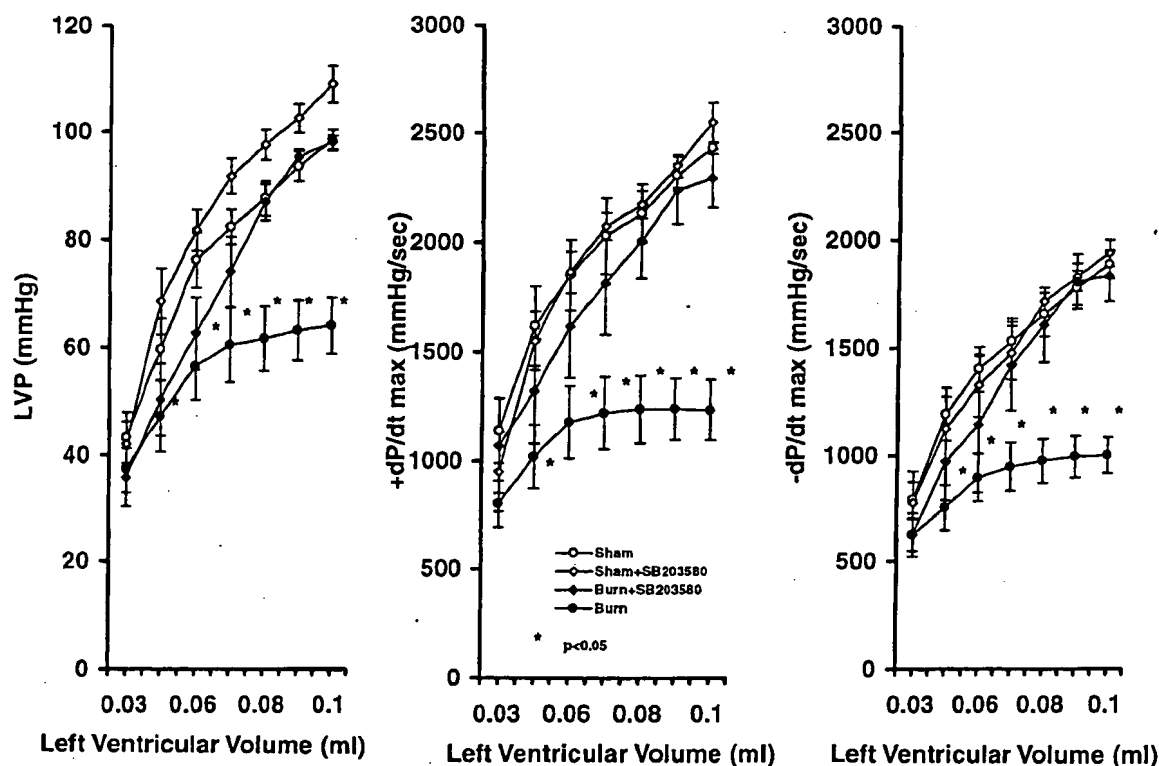 LVP (mmHg)
120
100
80
60
40
20
0
* * * * * *
0.03 0.06 0.08 0.1
Left Ventricular Volume (ml)
+dP/dt max (mmHg/sec)
3000
2500
2000
1500
1000
500
0
* * * * * *
Sham
Sham+SB203580
Burn+SB203580
Burn
* p<0.05
0.03 0.06 0.08 0.1
Left Ventricular Volume (ml)
-dP/dt max (mmHg/sec)
3000
2500
2000
1500
1000
500
0
* * * * * *
0.03 0.06 0.08 0.1
Left Ventricular Volume (ml)